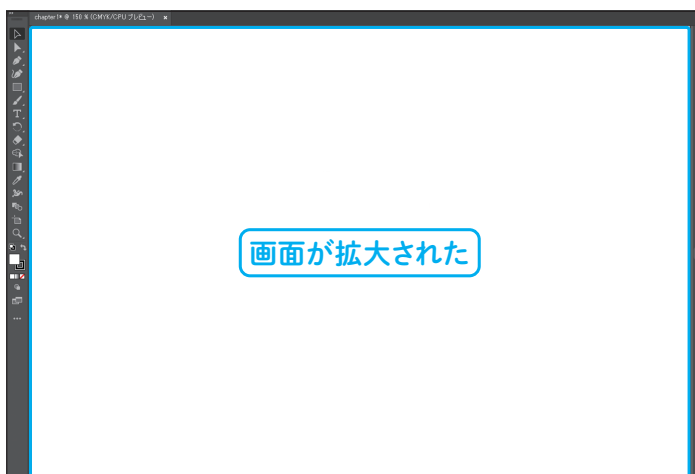 chapter1* @ 150 % (CMYK/CPU プレビュー) ×
画面が拡大された